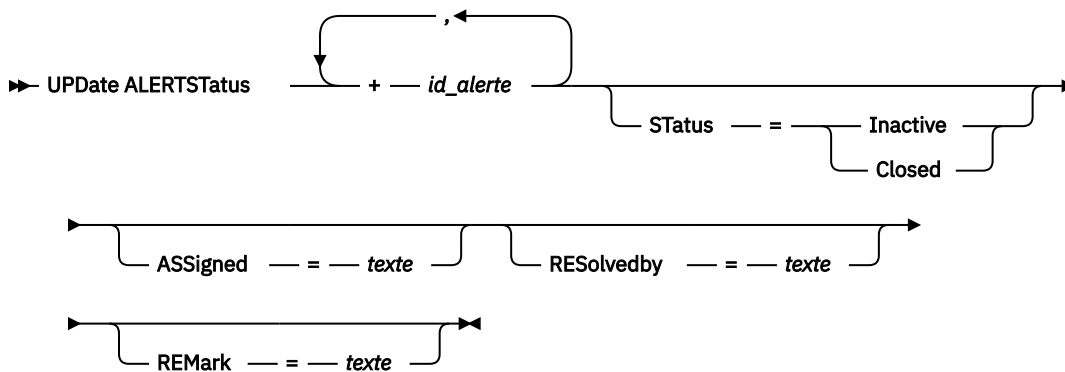 ,
UPDate ALERTSTatus + id_alerte
STatus = Inactive
Closed
ASSigned = texte RESolvedby = texte
REMark = texte